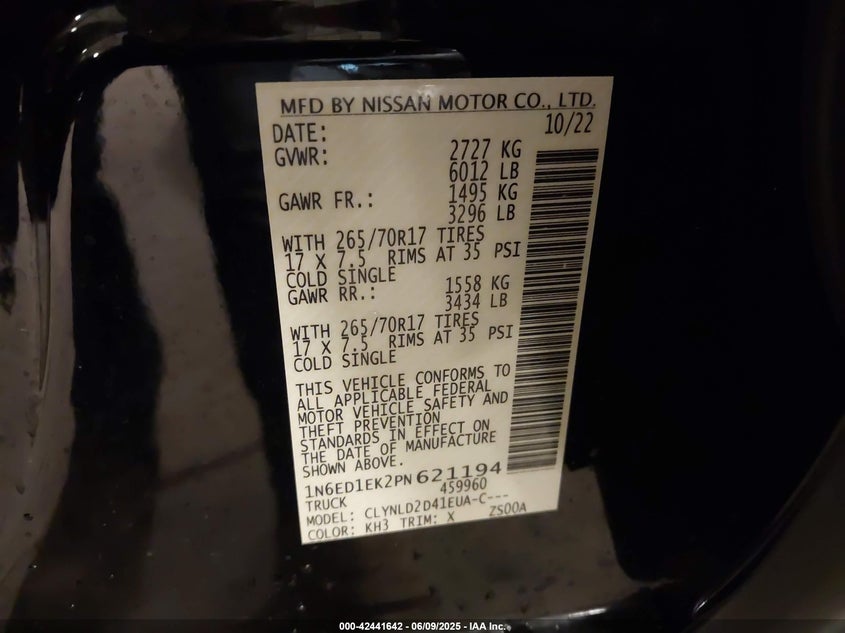 MFD BY NISSAN MOTOR CO., LTD.
DATE: 10/22
GVWR: 2727 KG
6012 LB
GAWR FR.: 1495 KG
3296 LB
WITH 265/70R17 TIRES
17 X 7.5 RIMS AT 35 PSI
COLD SINGLE
GAWR RR.: 1558 KG
3434 LB
WITH 265/70R17 TIRES
17 X 7.5 RIMS AT 35 PSI
COLD SINGLE
THIS VEHICLE CONFORMS TO
ALL APPLICABLE FEDERAL
MOTOR VEHICLE SAFETY AND
THEFT PREVENTION
STANDARDS IN EFFECT ON
THE DATE OF MANUFACTURE
SHOWN ABOVE.
1N6ED1EK2PN621194
TRUCK 459960
MODEL: CLYNLD2D41EUA-C---
COLOR: KH3 TRIM: X ZS00A
000-42441642 - 06/09/2025 - IAA Inc.